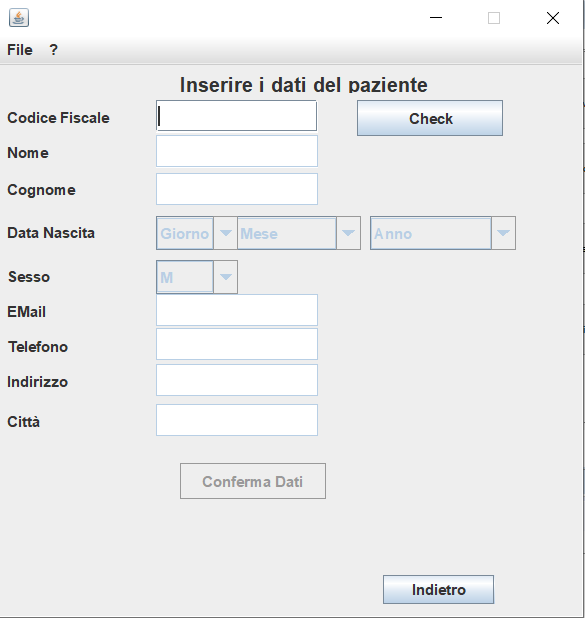 File ?
Inserire i dati del paziente
Codice Fiscale Check
Nome
Cognome
Data Nascita Giorno Mese Anno
Sesso M
EMail
Telefono
Indirizzo
Città
Conferma Dati
Indietro